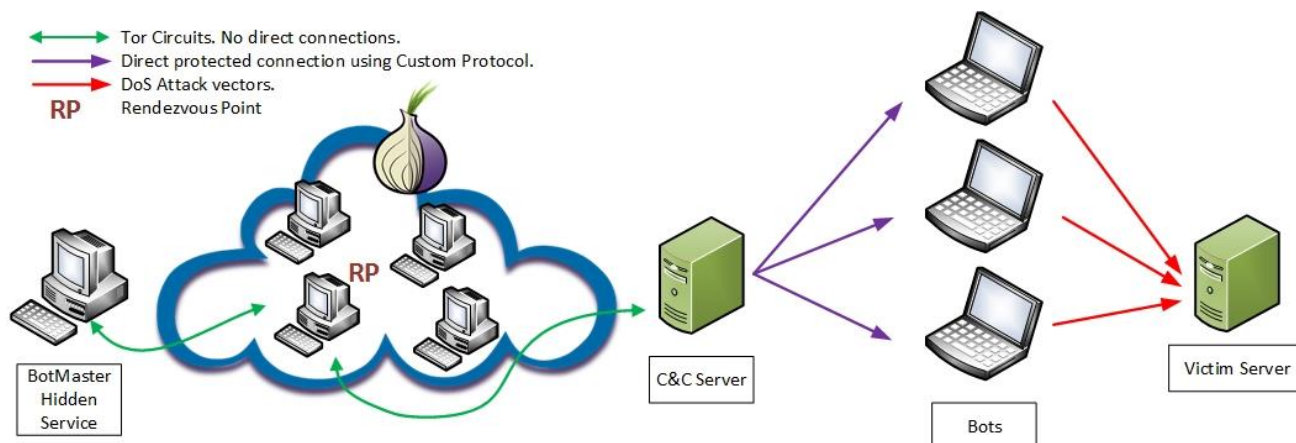 Tor Circuits. No direct connections.
Direct protected connection using Custom Protocol.
DoS Attack vectors.
RP Rendezvous Point
RP
BotMaster
Hidden
Service
C&C Server
Bots
Victim Server